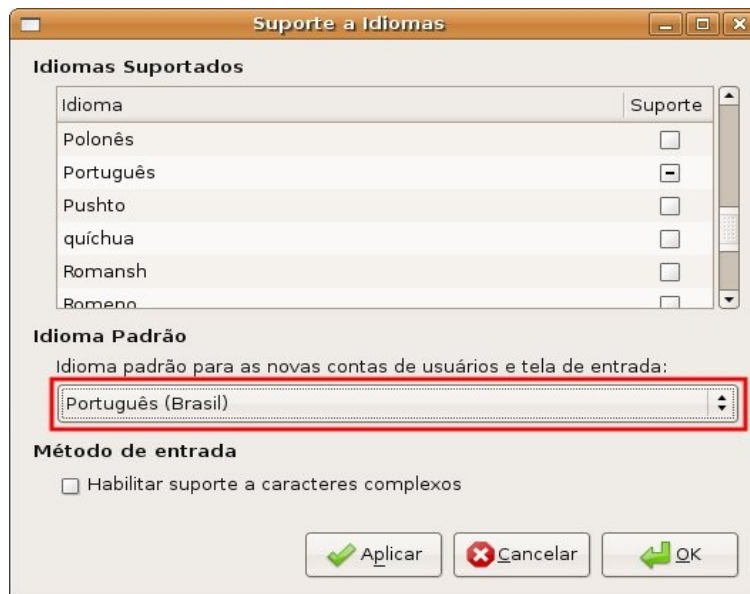 Suporte a Idiomas
Idiomas Suportados
Idioma Suporte
Polonês
Português
Pushto
quíchua
Romansh
Romeno
Idioma Padrão
Idioma padrão para as novas contas de usuários e tela de entrada:
Português (Brasil)
Método de entrada
Habilitar suporte a caracteres complexos
Aplicar Cancelar OK